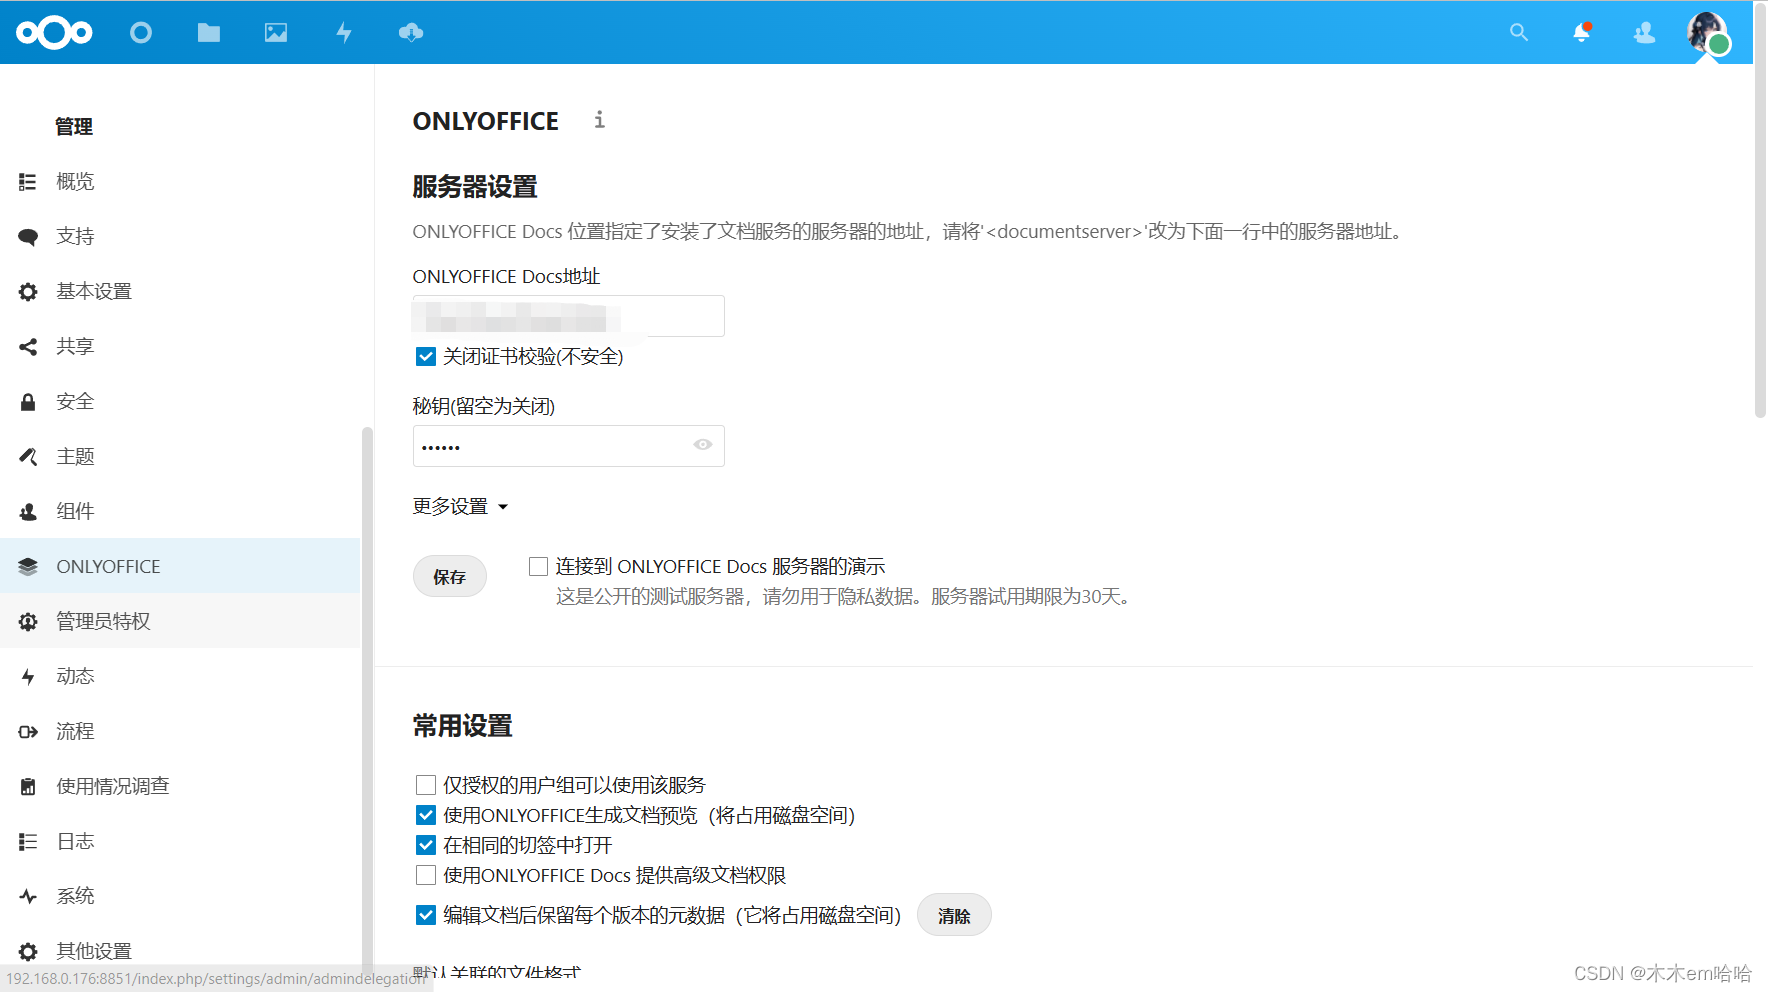 管理
概览
支持
基本设置
共享
安全
主题
组件
ONLYOFFICE
管理员特权
动态
流程
使用情况调查
日志
系统
其他设置
192.168.0.176:8851/index.php/settings/admin/admindelegation
ONLYOFFICE
服务器设置
ONLYOFFICE Docs 位置指定了安装了文档服务的服务器的地址，请将'<documentserver>'改为下面一行中的服务器地址。
ONLYOFFICE Docs地址
关闭证书校验(不安全)
秘钥(留空为关闭)
••••••
更多设置
保存
连接到 ONLYOFFICE Docs 服务器的演示
这是公开的测试服务器，请勿用于隐私数据。服务器试用期限为30天。
常用设置
仅授权的用户组可以使用该服务
使用ONLYOFFICE生成文档预览（将占用磁盘空间）
在相同的切签中打开
使用ONLYOFFICE Docs 提供高级文档权限
编辑文档后保留每个版本的元数据（它将占用磁盘空间）
清除
默认关联的文件格式
CSDN @木木em哈哈